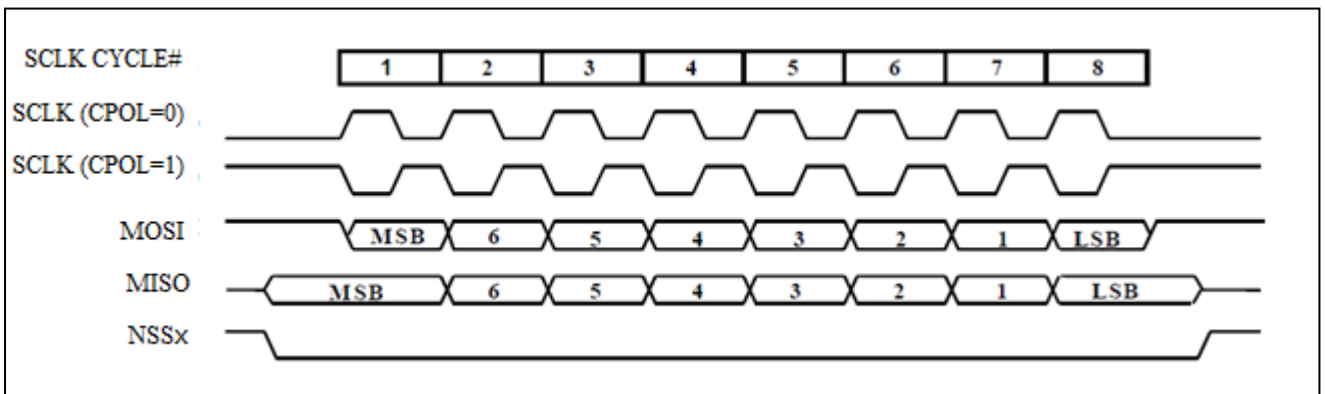 SCLK CYCLE# 1 2 3 4 5 6 7 8
SCLK (CPOL=0)
SCLK (CPOL=1)
MOSI MSB 6 5 4 3 2 1 LSB
MISO MSB 6 5 4 3 2 1 LSB
NSSx